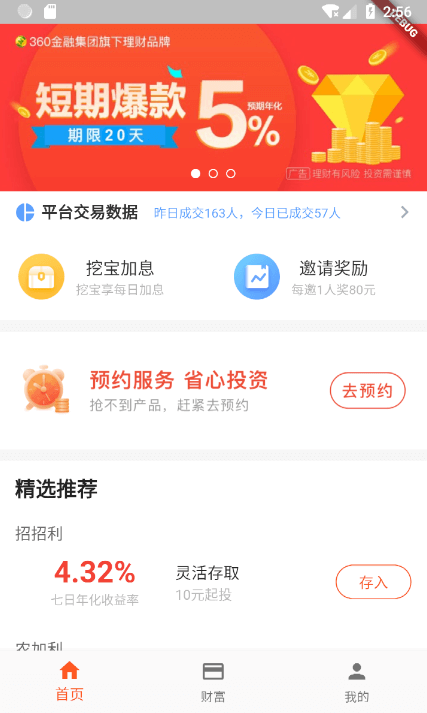 2:56
DEBUG
360金融集团旗下理财品牌
短期爆款
预期年化
5%
期限20天
广告 理财有风险 投资需谨慎
平台交易数据 昨日成交163人，今日已成交57人
挖宝加息
挖宝享每日加息
邀请奖励
每邀1人奖80元
预约服务 省心投资
抢不到产品，赶紧去预约
去预约
精选推荐
招招利
4.32%
七日年化收益率
灵活存取
10元起投
存入
农加利
首页
财富
我的